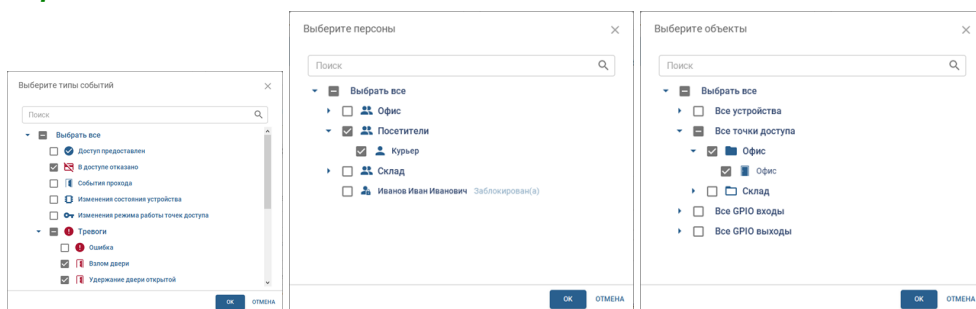 Выберите типы событий
Поиск
Выбрать все
Доступ предоставлен
В доступе отказано
События прохода
Изменения состояния устройства
Изменения режима работы точек доступа
Тревоги
Ошибка
Взлом двери
Удержание двери открытой
ОК ОТМЕНА
Выберите персоны
Поиск
Выбрать все
Офис
Посетители
Курьер
Склад
Иванов Иван Иванович Заблокирован(а)
ОК ОТМЕНА
Выберите объекты
Поиск
Выбрать все
Все устройства
Все точки доступа
Офис
Офис
Склад
Все GPIO входы
Все GPIO выходы
ОК ОТМЕНА